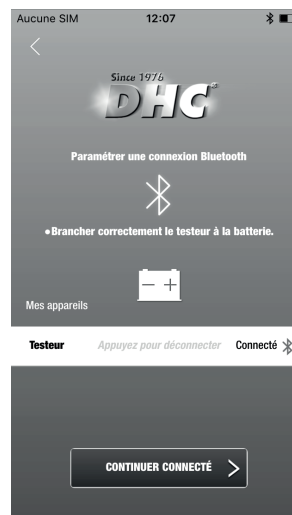 Aucune SIM 12:07
Since 1976
DHC
Paramétrer une connexion Bluetooth
•Brancher correctement le testeur à la batterie.
Mes appareils
Testeur Appuyez pour déconnecter Connecté
CONTINUER CONNECTÉ